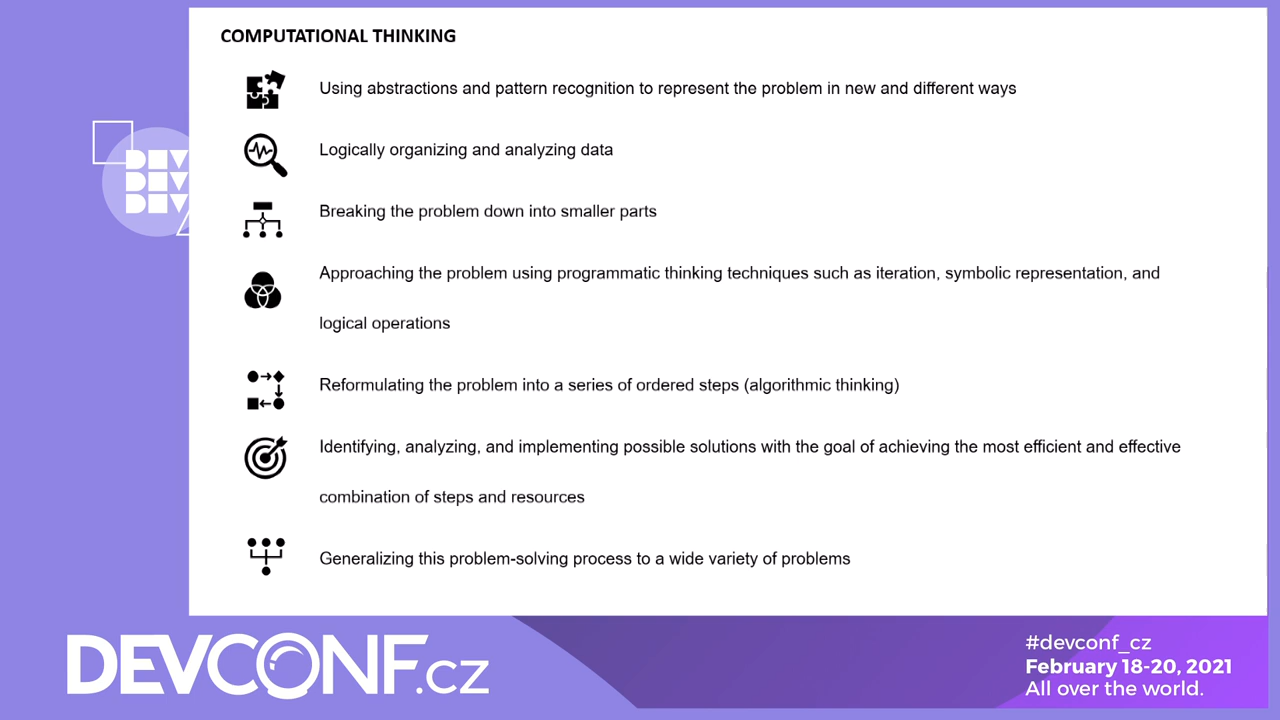 COMPUTATIONAL THINKING
Using abstractions and pattern recognition to represent the problem in new and different ways
Logically organizing and analyzing data
Breaking the problem down into smaller parts
Approaching the problem using programmatic thinking techniques such as iteration, symbolic representation, and
logical operations
Reformulating the problem into a series of ordered steps (algorithmic thinking)
Identifying, analyzing, and implementing possible solutions with the goal of achieving the most efficient and effective
combination of steps and resources
Generalizing this problem-solving process to a wide variety of problems
DEV
DEV
DEV
DEVCONF.cz
#devconf_cz
February 18-20, 2021
All over the world.